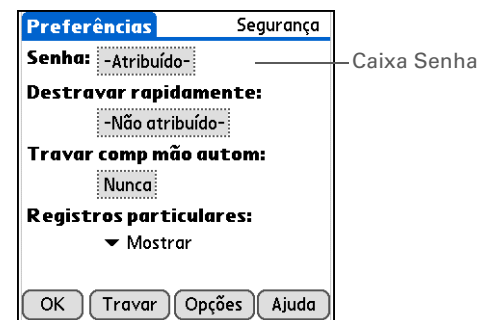 Preferências Segurança
Senha: -Atribuído- Caixa Senha
Destravar rapidamente:
-Não atribuído-
Travar comp mão autom:
Nunca
Registros particulares:
Mostrar
OK Travar Opções Ajuda